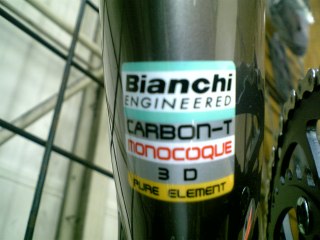 Bianchi
ENGINEERED
CARBON-T
MONOCOQUE
3 D
PURE ELEMENT